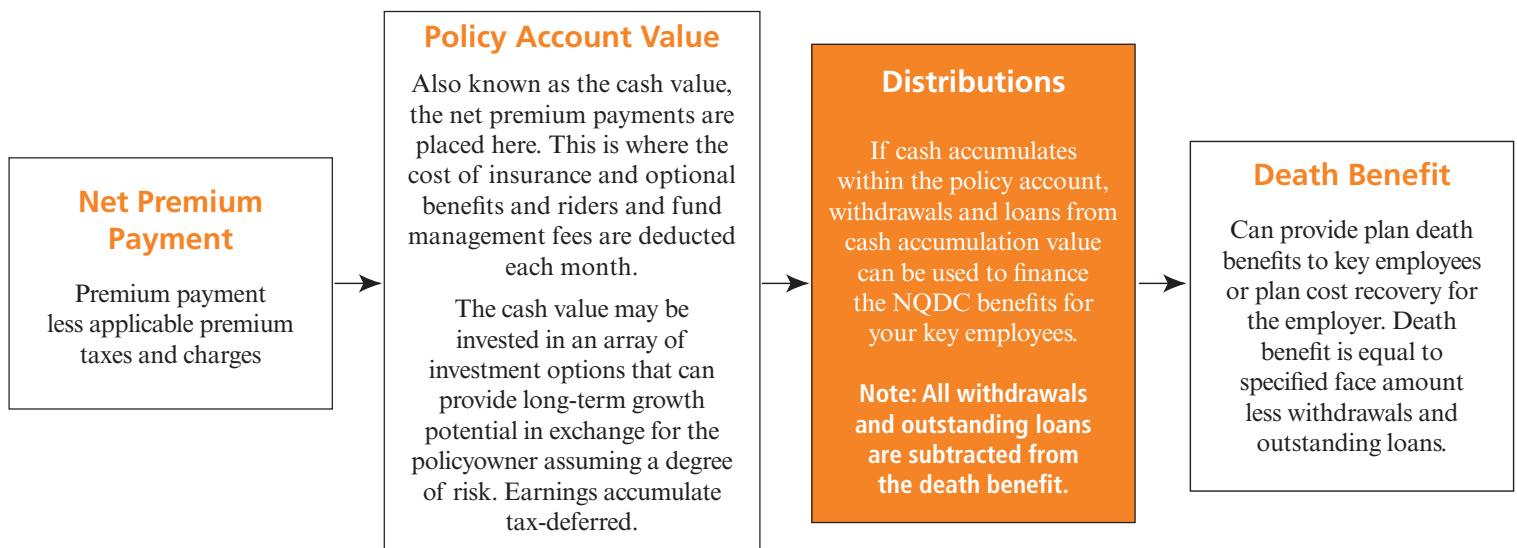 Net Premium
Payment
Premium payment
less applicable premium
taxes and charges
Policy Account Value
Also known as the cash value,
the net premium payments are
placed here. This is where the
cost of insurance and optional
benefits and riders and fund
management fees are deducted
each month.
The cash value may be
invested in an array of
investment options that can
provide long-term growth
potential in exchange for the
policyowner assuming a degree
of risk. Earnings accumulate
tax-deferred.
Distributions
If cash accumulates
within the policy account,
withdrawals and loans from
cash accumulation value
can be used to finance
the NQDC benefits for
your key employees.
Note: All withdrawals
and outstanding loans
are subtracted from
the death benefit.
Death Benefit
Can provide plan death
benefits to key employees
or plan cost recovery for
the employer. Death
benefit is equal to
specified face amount
less withdrawals and
outstanding loans.